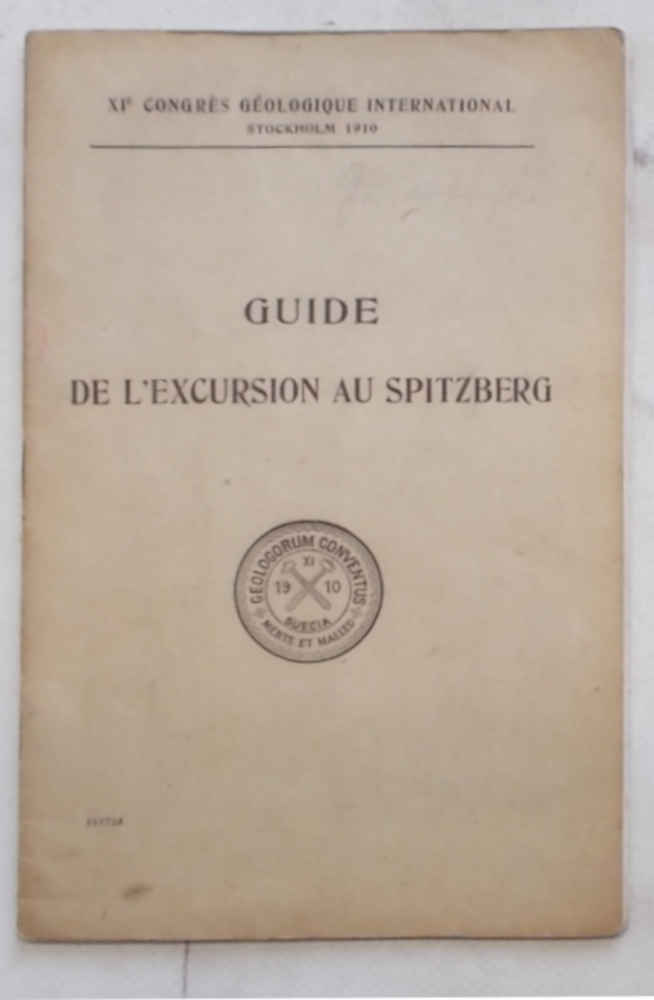 XIᵉ CONGRÈS GÉOLOGIQUE INTERNATIONAL
STOCKHOLM 1910
GUIDE
DE L'EXCURSION AU SPITZBERG
GEOLOGORUM CONVENTUS
XI
19 10
SUECIA
MENTE ET MALLEO